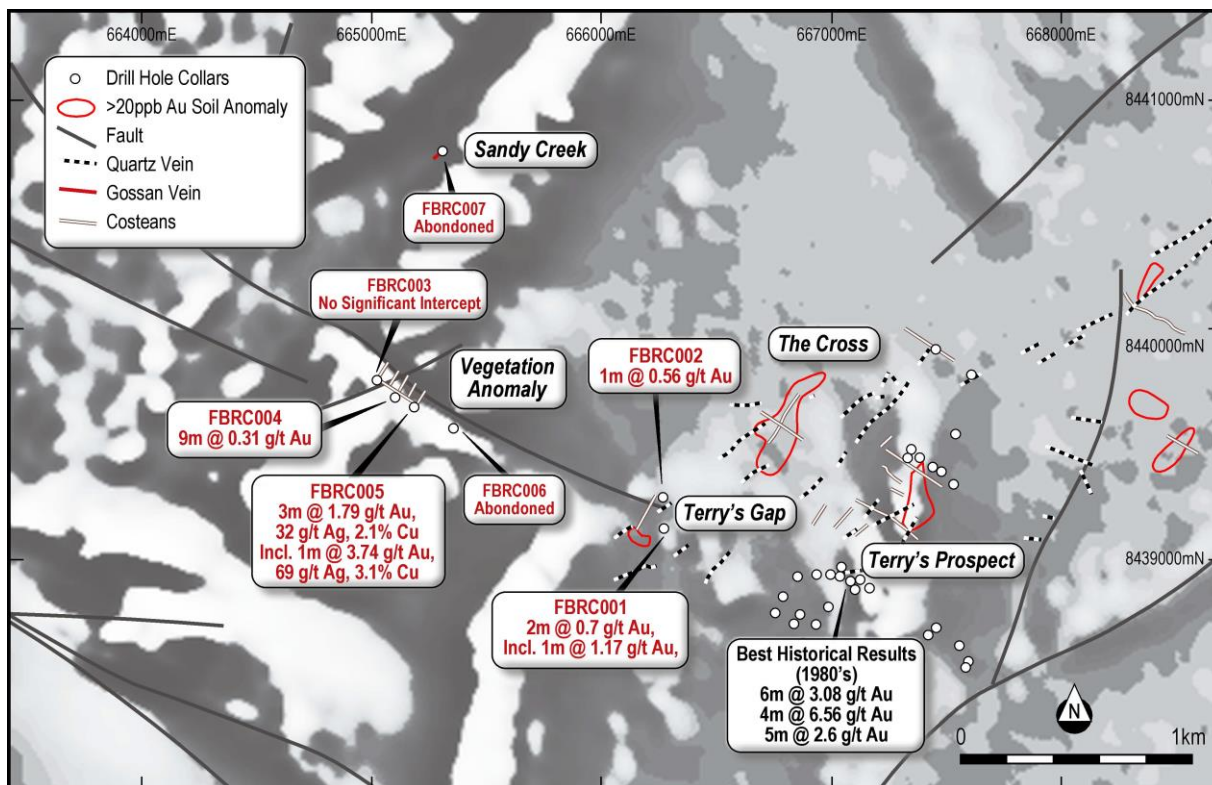 664000mE
665000mE
666000mE
667000mE
668000mE
Drill Hole Collars
>20ppb Au Soil Anomaly
Fault
Quartz Vein
Gossan Vein
Costeans
8441000mN
Sandy Creek
FBRC007
Abondoned
FBRC003
No Significant Intercept
8440000mN
The Cross
FBRC002
1m @ 0.56 g/t Au
Vegetation
Anomaly
FBRC004
9m @ 0.31 g/t Au
FBRC005
3m @ 1.79 g/t Au,
32 g/t Ag, 2.1% Cu
Incl. 1m @ 3.74 g/t Au,
69 g/t Ag, 3.1% Cu
FBRC006
Abandoned
Terry's Gap
Terry's Prospect
8439000mN
FBRC001
2m @ 0.7 g/t Au,
Incl. 1m @ 1.17 g/t Au,
Best Historical Results
(1980's)
6m @ 3.08 g/t Au
4m @ 6.56 g/t Au
5m @ 2.6 g/t Au
N
0
1km